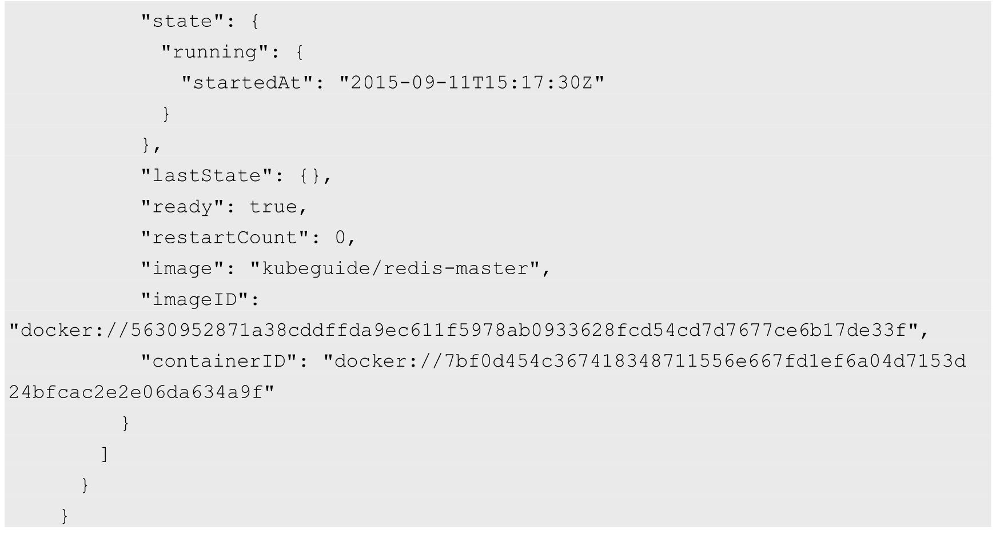 "state": {
"running": {
"startedAt": "2015-09-11T15:17:30Z"
}
},
"lastState": {},
"ready": true,
"restartCount": 0,
"image": "kubeguide/redis-master",
"imageID":
"docker://5630952871a38cddffda9ec611f5978ab0933628fcd54cd7d7677ce6b17de33f",
"containerID": "docker://7bf0d454c367418348711556e667fd1ef6a04d7153d
24bfcac2e2e06da634a9f"
}
]
}
}